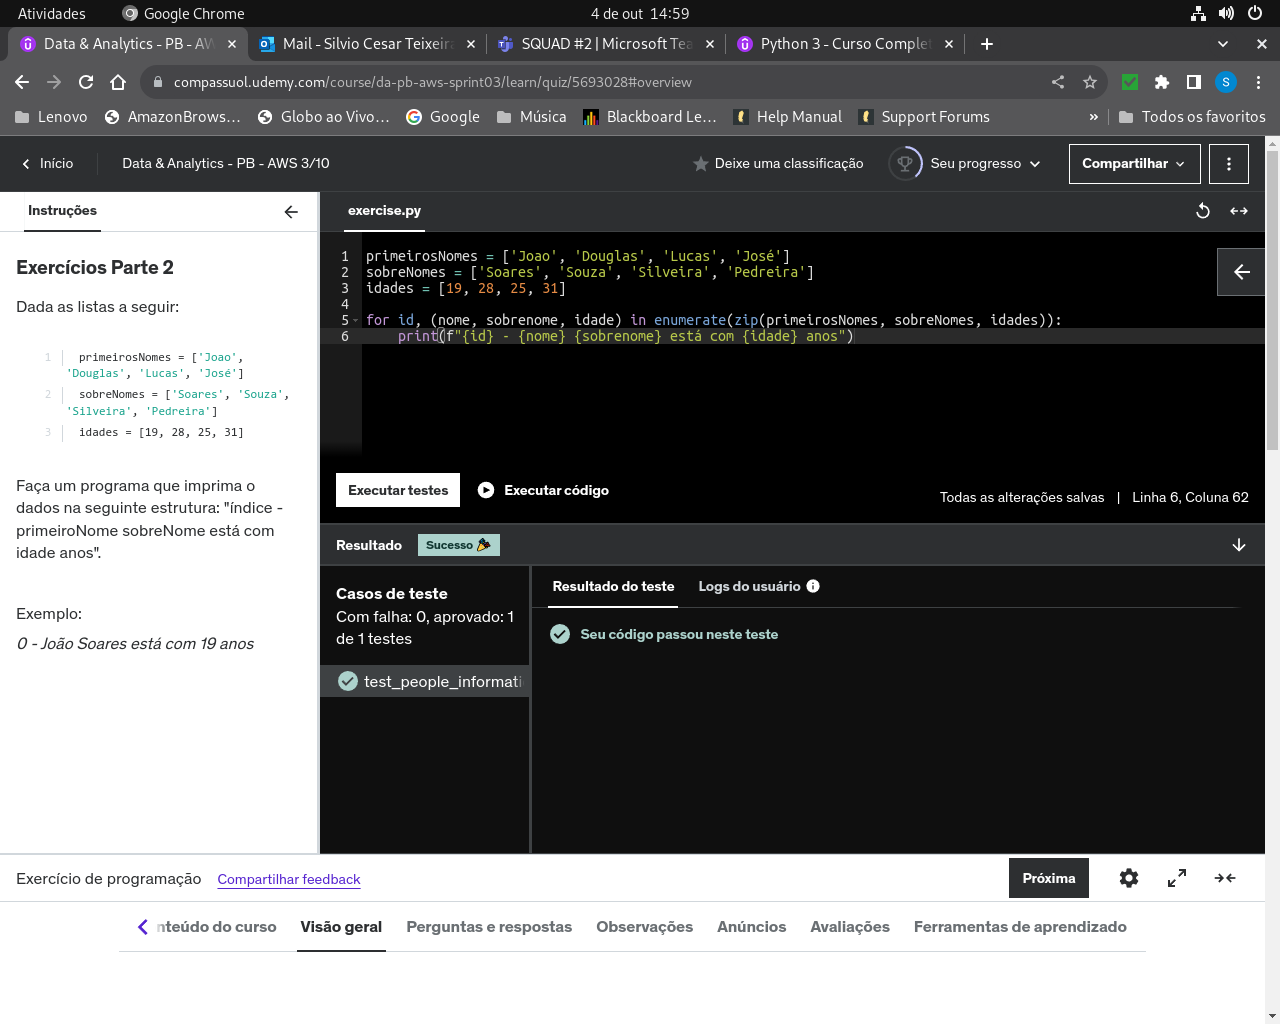 Atividades
Google Chrome
4 de out 14:59
Data & Analytics - PB - AW
Mail - Silvio Cesar Teixeira
SQUAD #2 | Microsoft Tea
Python 3 - Curso Complet
compassuol.udemy.com/course/da-pb-aws-sprint03/learn/quiz/5693028#overview
S
Lenovo
AmazonBrows...
Globo ao Vivo...
Google
Música
Blackboard Le...
Help Manual
Support Forums
»
Todos os favoritos
Início
Data & Analytics - PB - AWS 3/10
Deixe uma classificação
Seu progresso
Compartilhar
Instruções
exercise.py
Exercícios Parte 2
Dada as listas a seguir:
1 primeirosNomes = ['Joao',
'Douglas', 'Lucas', 'José']
2 sobreNomes = ['Soares', 'Souza',
'Silveira', 'Pedreira']
3 idades = [19, 28, 25, 31]
Faça um programa que imprima o
dados na seguinte estrutura: "índice -
primeiroNome sobreNome está com
idade anos".
Exemplo:
0 - João Soares está com 19 anos
1 primeirosNomes = ['Joao', 'Douglas', 'Lucas', 'José']
2 sobreNomes = ['Soares', 'Souza', 'Silveira', 'Pedreira']
3 idades = [19, 28, 25, 31]
4
5 for id, (nome, sobrenome, idade) in enumerate(zip(primeirosNomes, sobreNomes, idades)):
6 print(f"{id} - {nome} {sobrenome} está com {idade} anos")
Executar testes
Executar código
Todas as alterações salvas | Linha 6, Coluna 62
Resultado
Sucesso
Casos de teste
Com falha: 0, aprovado: 1
de 1 testes
test_people_informati
Resultado do teste
Logs do usuário
Seu código passou neste teste
Exercício de programação
Compartilhar feedback
Próxima
nteúdo do curso
Visão geral
Perguntas e respostas
Observações
Anúncios
Avaliações
Ferramentas de aprendizado